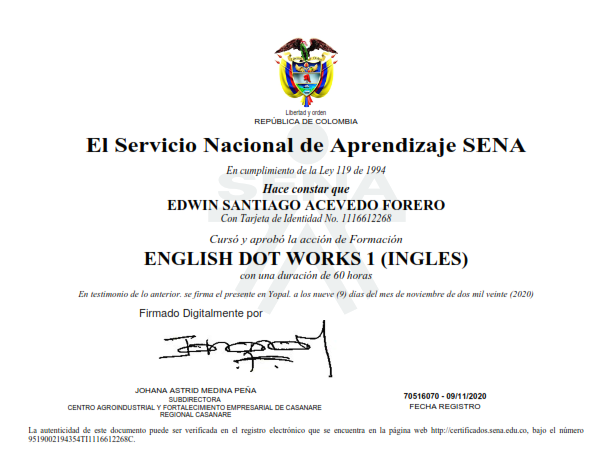 Libertad y orden
REPÚBLICA DE COLOMBIA
El Servicio Nacional de Aprendizaje SENA
En cumplimiento de la Ley 119 de 1994
Hace constar que
EDWIN SANTIAGO ACEVEDO FORERO
Con Tarjeta de Identidad No. 1116612268
Cursó y aprobó la acción de Formación
ENGLISH DOT WORKS 1 (INGLES)
con una duración de 60 horas
En testimonio de lo anterior. se firma el presente en Yopal. a los nueve (9) días del mes de noviembre de dos mil veinte (2020)
Firmado Digitalmente por
JOHANA ASTRID MEDINA PEÑA
SUBDIRECTORA
CENTRO AGROINDUSTRIAL Y FORTALECIMIENTO EMPRESARIAL DE CASANARE
REGIONAL CASANARE
70516070 - 09/11/2020
FECHA REGISTRO
La autenticidad de este documento puede ser verificada en el registro electrónico que se encuentra en la página web http://certificados.sena.edu.co, bajo el número
9519002194354TI1116612268C.
SENA